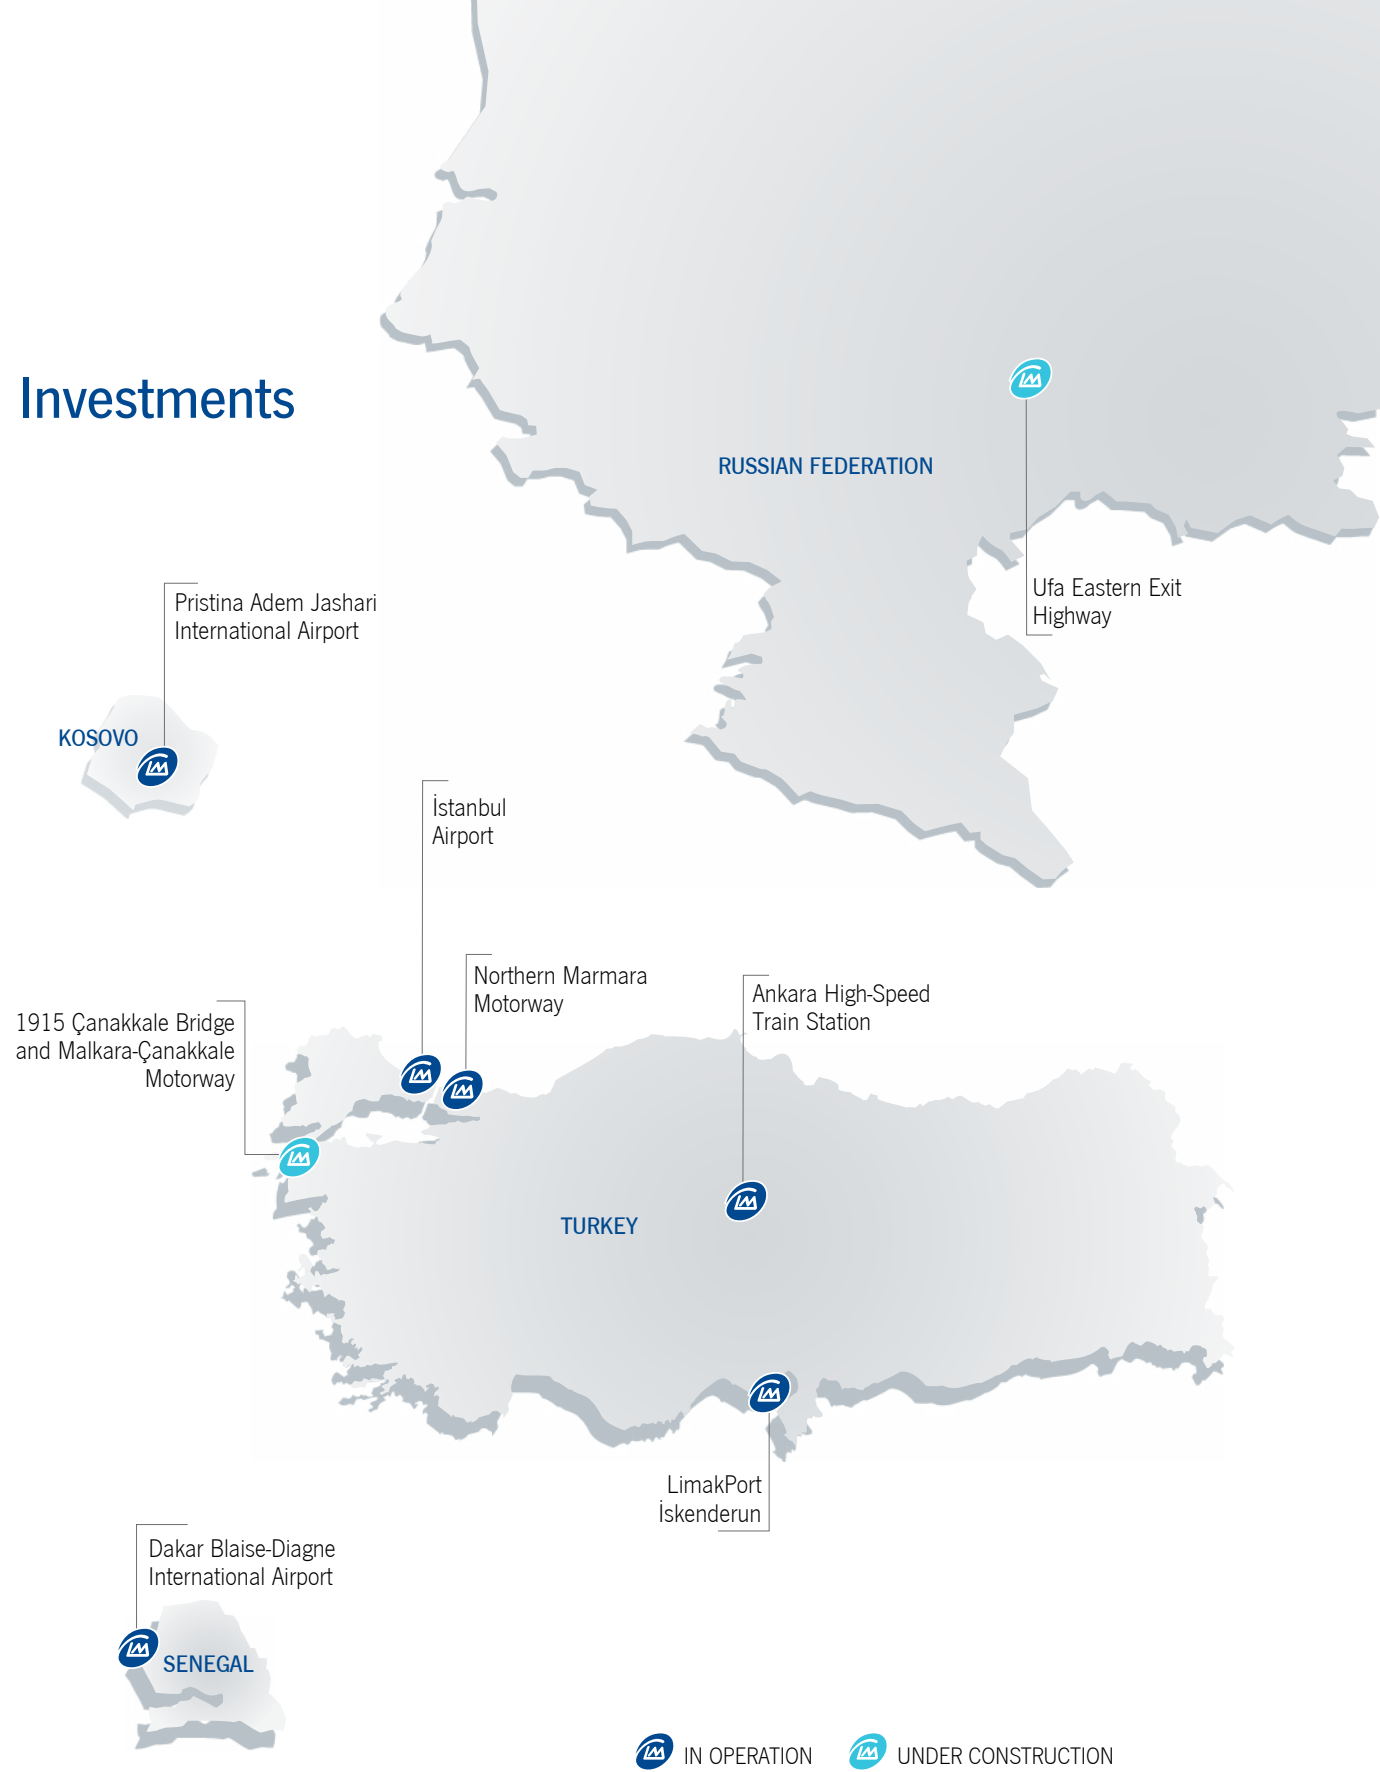 Investments
RUSSIAN FEDERATION
Ufa Eastern Exit
Highway
Pristina Adem Jashari
International Airport
KOSOVO
İstanbul
Airport
Northern Marmara
Motorway
Ankara High-Speed
Train Station
1915 Çanakkale Bridge
and Malkara-Çanakkale
Motorway
TURKEY
LimakPort
İskenderun
Dakar Blaise-Diagne
International Airport
SENEGAL
IN OPERATION
UNDER CONSTRUCTION